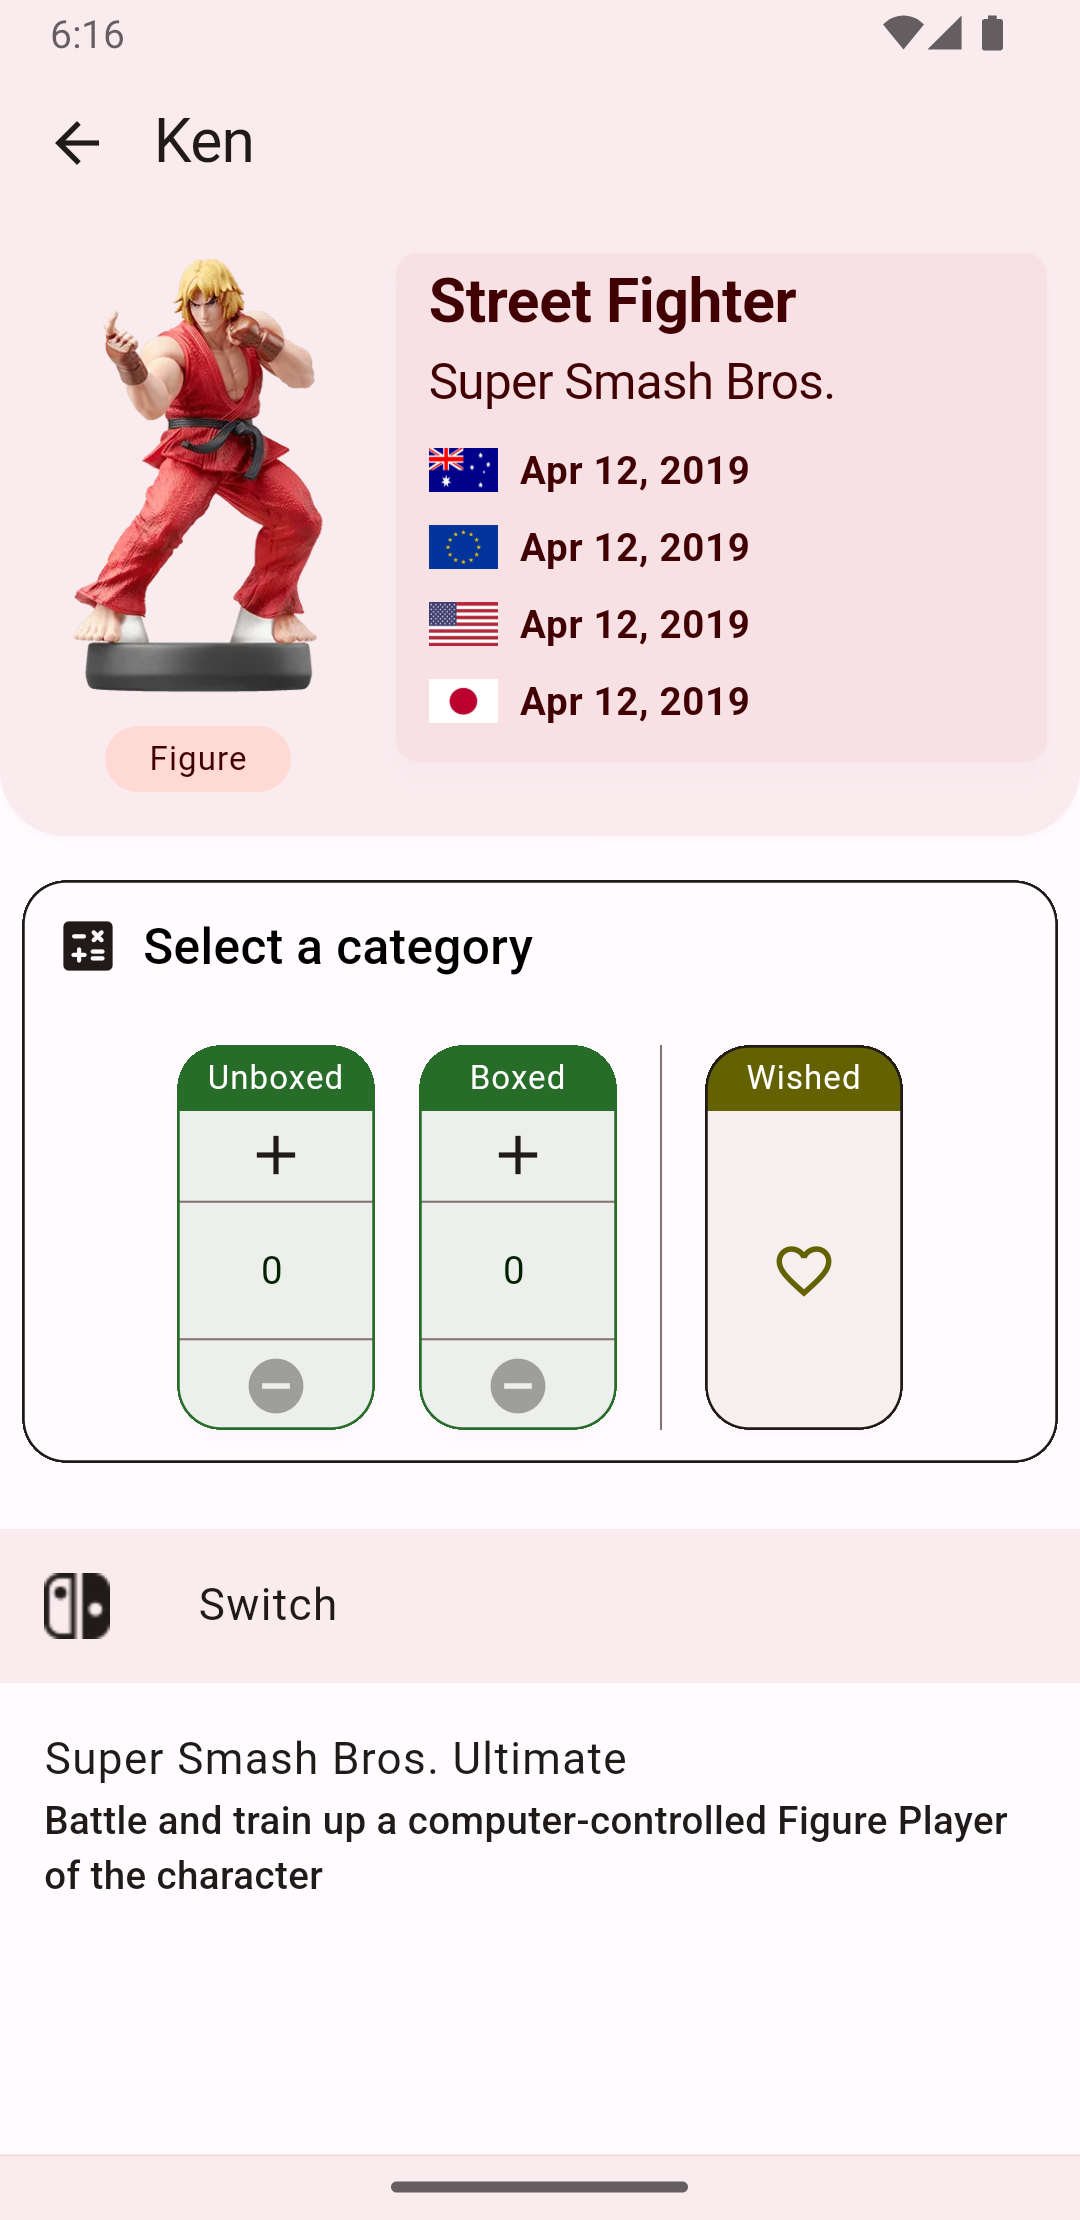 6:16
Ken
Street Fighter
Super Smash Bros.
Apr 12, 2019
Apr 12, 2019
Apr 12, 2019
Apr 12, 2019
Figure
Select a category
Unboxed
Boxed
Wished
0
0
Switch
Super Smash Bros. Ultimate
Battle and train up a computer-controlled Figure Player
of the character